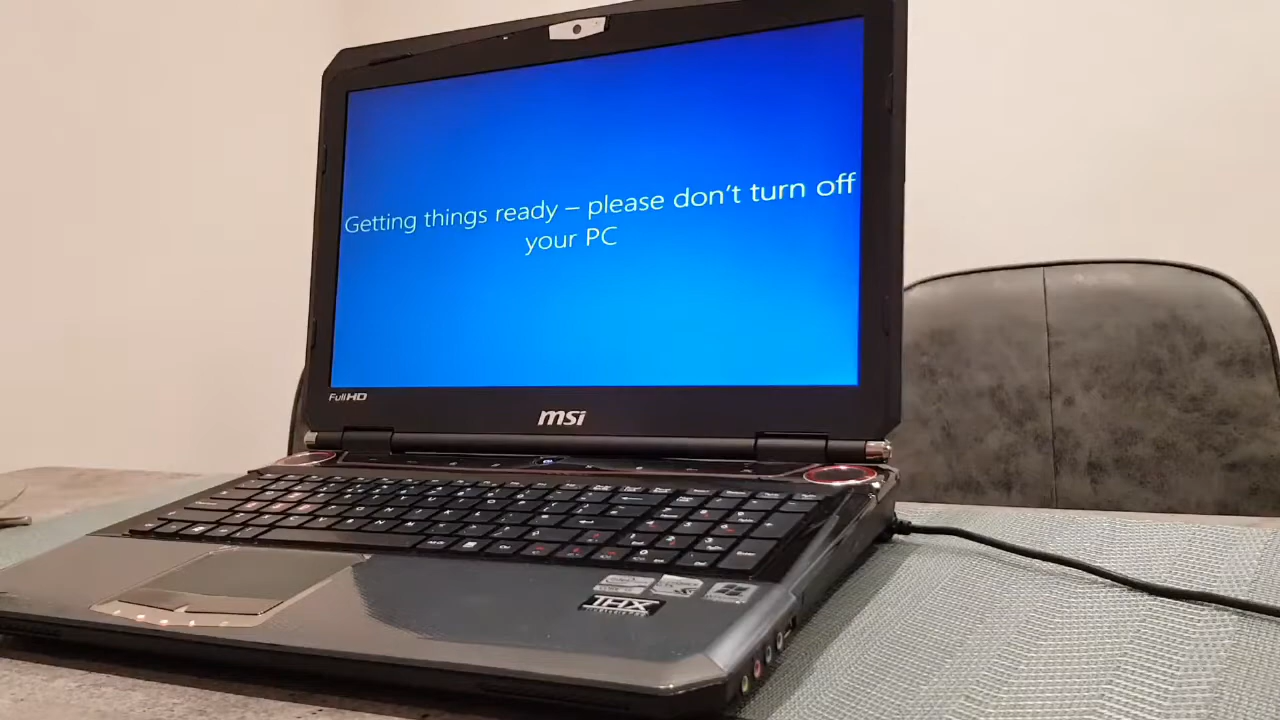 Getting things ready – please don't turn off
your PC
Full HD
msi
THX